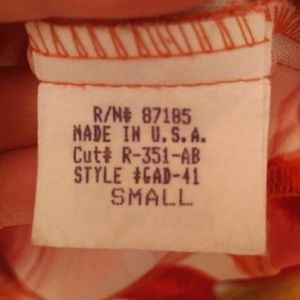 R/N# 87185
MADE IN U.S.A.
Cut# R-351-AB
STYLE #GAD-41
SMALL